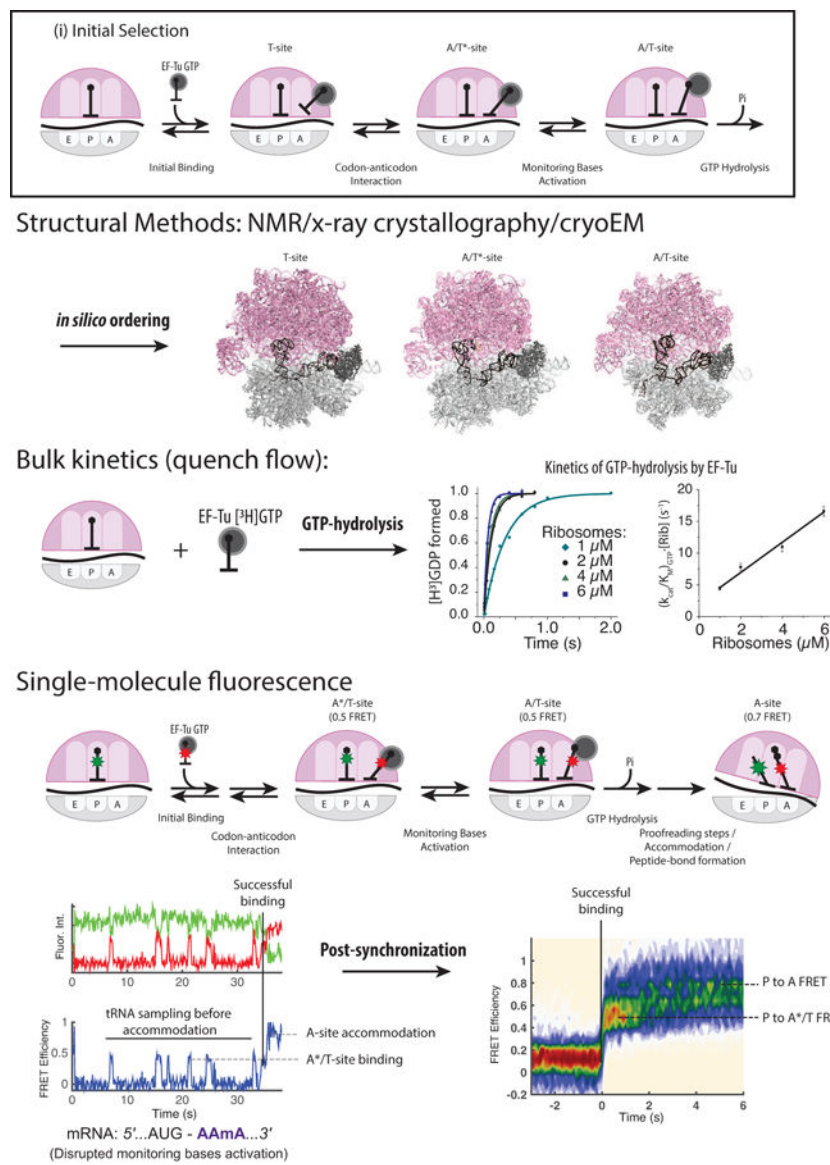 (i) Initial Selection
T-site
A/T*-site
A/T-site
EF-Tu GTP
Pi
E P A
E P A
E P A
E P A
Initial Binding
Codon-anticodon
Interaction
Monitoring Bases
Activation
GTP Hydrolysis
Structural Methods: NMR/x-ray crystallography/cryoEM
T-site
A/T*-site
A/T-site
in silico ordering
Bulk kinetics (quench flow):
Kinetics of GTP-hydrolysis by EF-Tu
EF-Tu [³H]GTP
+
GTP-hydrolysis
E P A
[H³]GDP formed
1.0
0.8
0.6
0.4
0.2
0.0
Ribosomes:
1 µM
2 µM
4 µM
6 µM
0.0 1.0 2.0
Time (s)
(kcat/KM)GTP·[Rib] (s⁻¹)
20
15
10
5
0
2 4 6
Ribosomes (µM)
Single-molecule fluorescence
A*/T-site
(0.5 FRET)
A/T-site
(0.5 FRET)
A-site
(0.7 FRET)
EF-Tu GTP
Pi
E P A
E P A
E P A
E P A
Initial Binding
Codon-anticodon
Interaction
Monitoring Bases
Activation
GTP Hydrolysis
Proofreading steps /
Accommodation /
Peptide-bond formation
Successful
binding
Fluor. Int.
0 10 20 30
Post-synchronization
tRNA sampling before
accommodation
FRET Efficiency
1
0.5
0
0 10 20 30
Time (s)
A-site accommodation
A*/T-site binding
mRNA: 5'...AUG - AAmA...3'
(Disrupted monitoring bases activation)
Successful
binding
FRET Efficiency
1
0.8
0.6
0.4
0.2
0
-0.2
-2 0 2 4 6
Time (s)
P to A FRET
P to A*/T FR